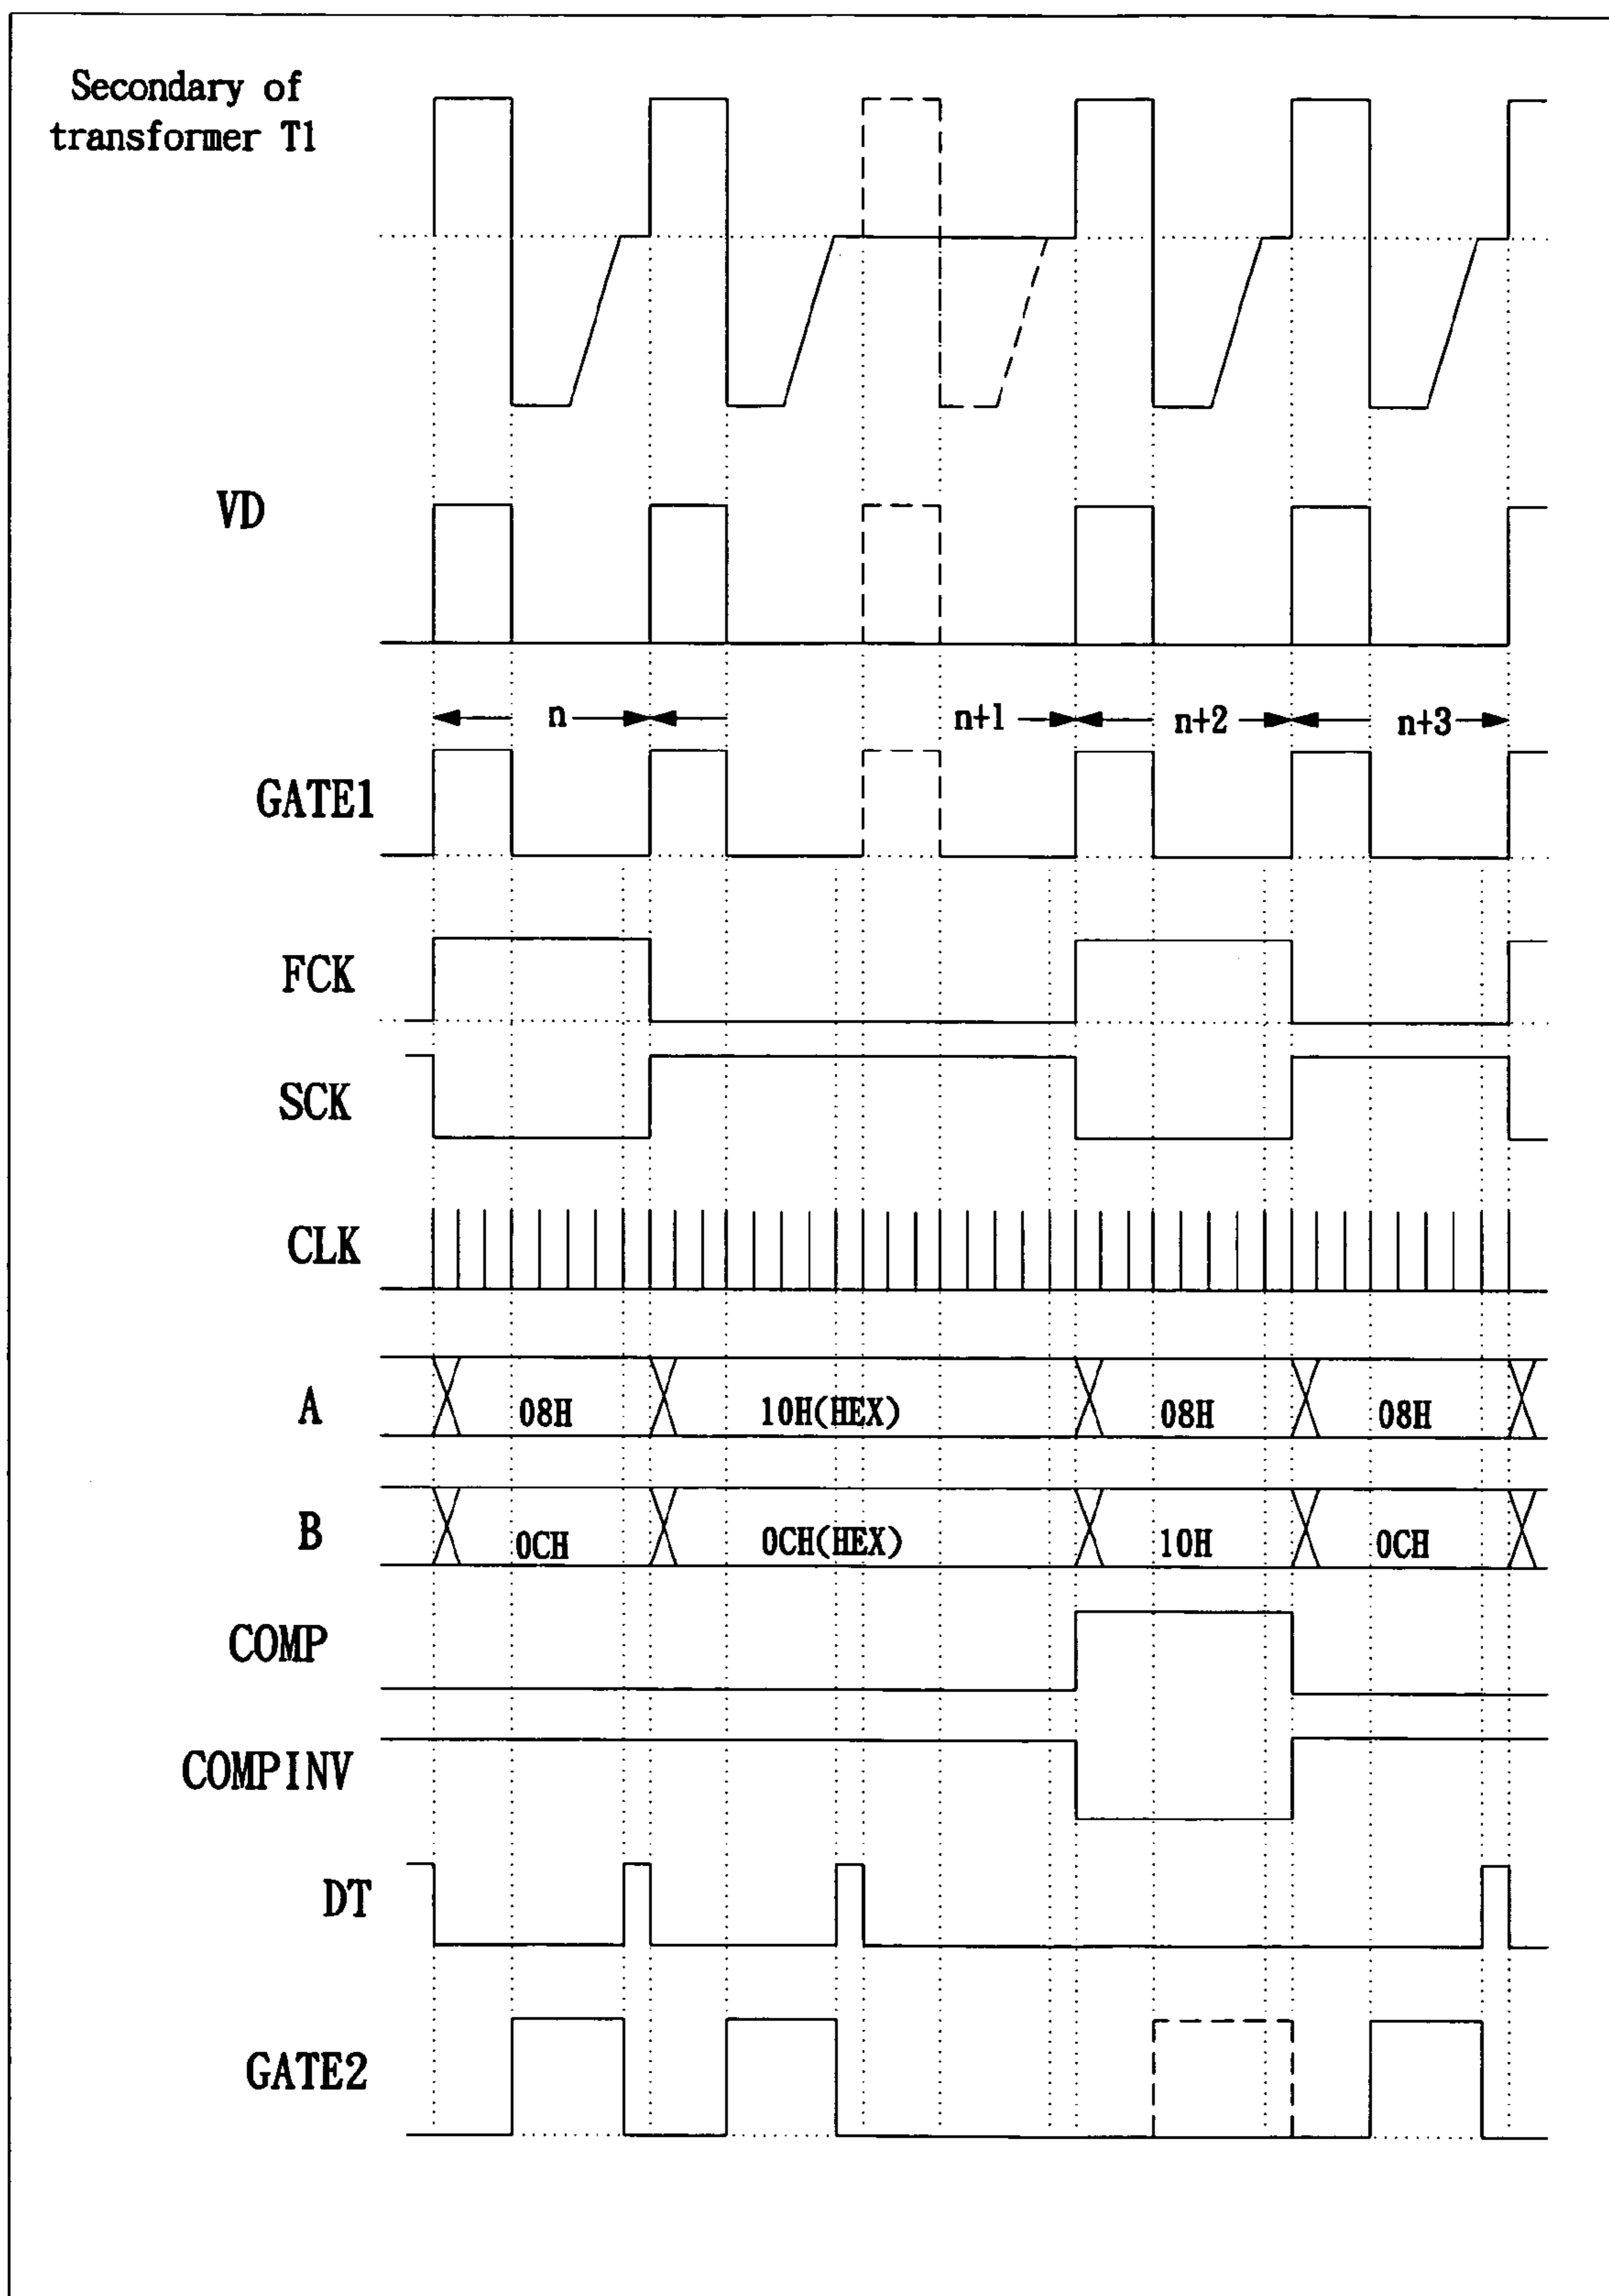 Secondary of
transformer T1
VD
n
n+1
n+2
n+3
GATE1
FCK
SCK
CLK
A
08H
10H(HEX)
08H
08H
B
0CH
0CH(HEX)
10H
0CH
COMP
COMPINV
DT
GATE2